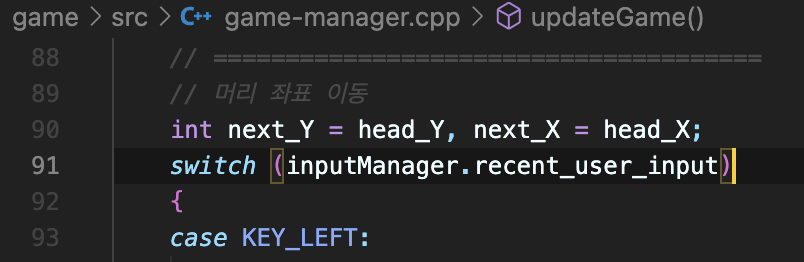 game > src > C++ game-manager.cpp > updateGame()
88 // ===================================
89 // 머리 좌표 이동
90 int next_Y = head_Y, next_X = head_X;
91 switch (inputManager.recent_user_input)
92 {
93 case KEY_LEFT: